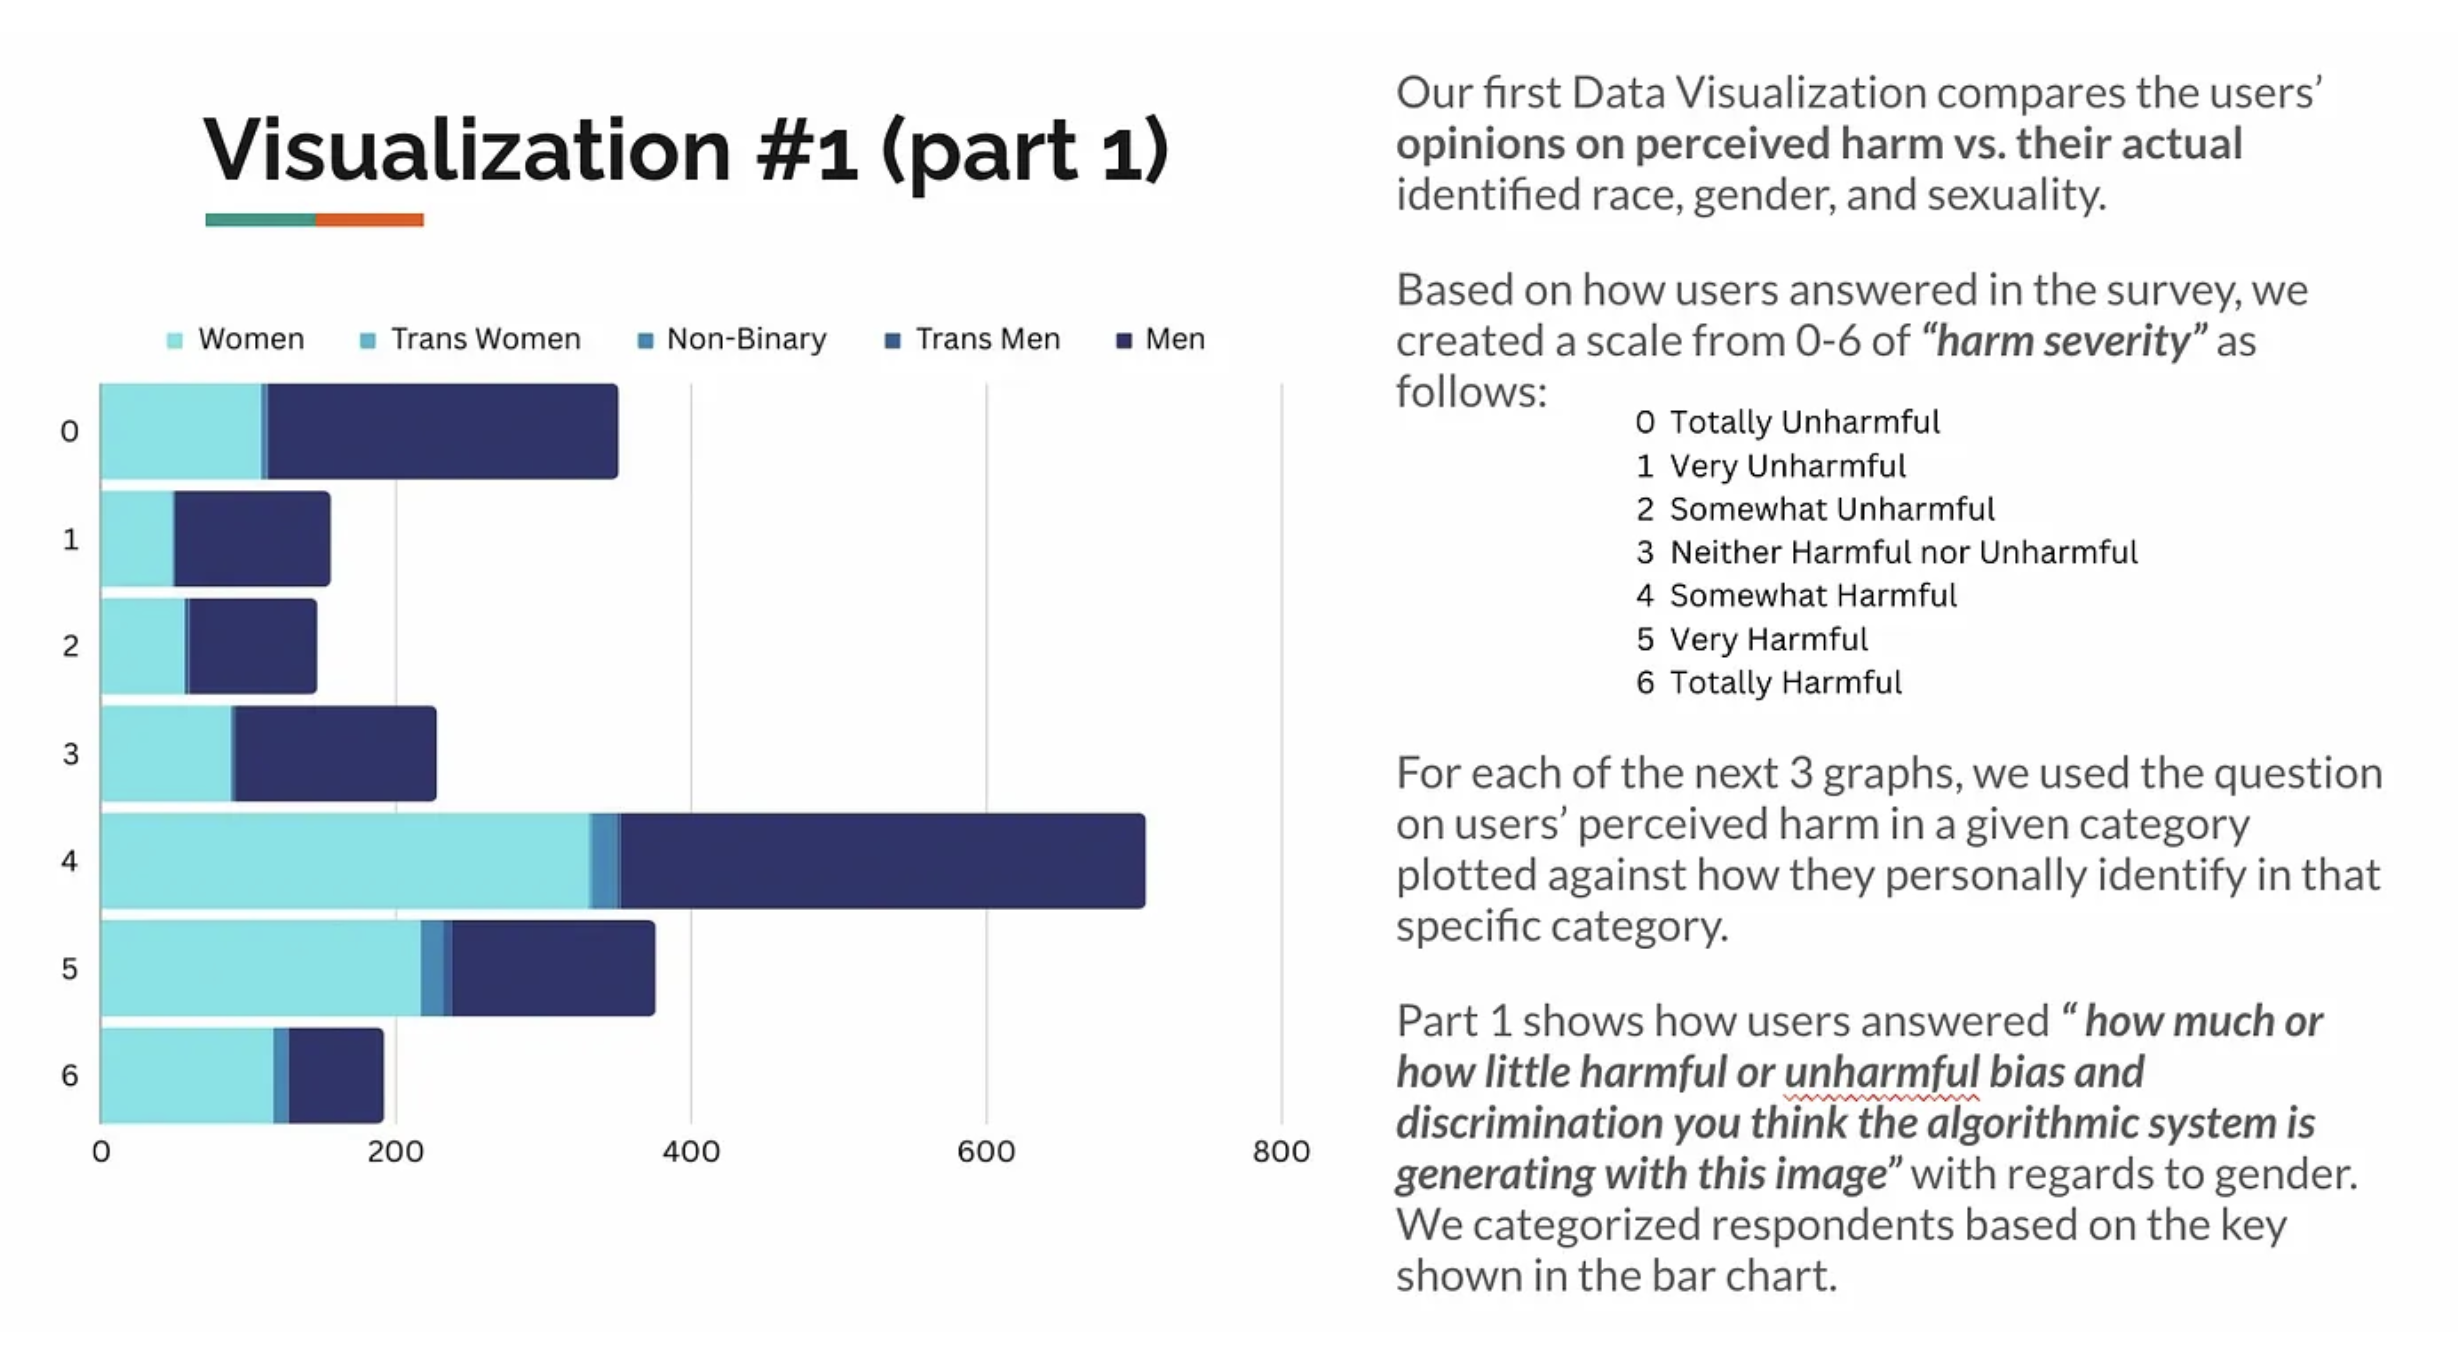 Visualization #1 (part 1)
Women Trans Women Non-Binary Trans Men Men
0
1
2
3
4
5
6
0 200 400 600 800
Our first Data Visualization compares the users’
opinions on perceived harm vs. their actual
identified race, gender, and sexuality.
Based on how users answered in the survey, we
created a scale from 0-6 of “harm severity” as
follows:
0 Totally Unharmful
1 Very Unharmful
2 Somewhat Unharmful
3 Neither Harmful nor Unharmful
4 Somewhat Harmful
5 Very Harmful
6 Totally Harmful
For each of the next 3 graphs, we used the question
on users’ perceived harm in a given category
plotted against how they personally identify in that
specific category.
Part 1 shows how users answered “ how much or
how little harmful or unharmful bias and
discrimination you think the algorithmic system is
generating with this image” with regards to gender.
We categorized respondents based on the key
shown in the bar chart.